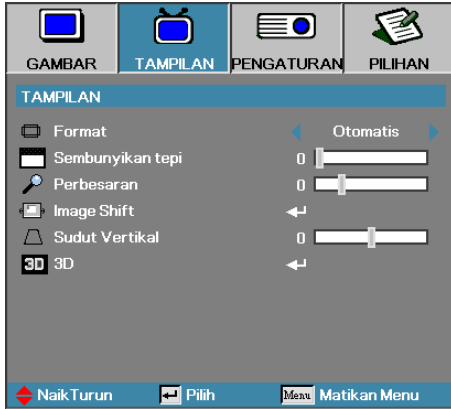 GAMBAR TAMPILAN PENGATURAN PILIHAN
TAMPILAN
Format Otomatis
Sembunyikan tepi 0
Perbesaran 0
Image Shift
Sudut Vertikal 0
3D 3D
NaikTurun Pilih Menu Matikan Menu